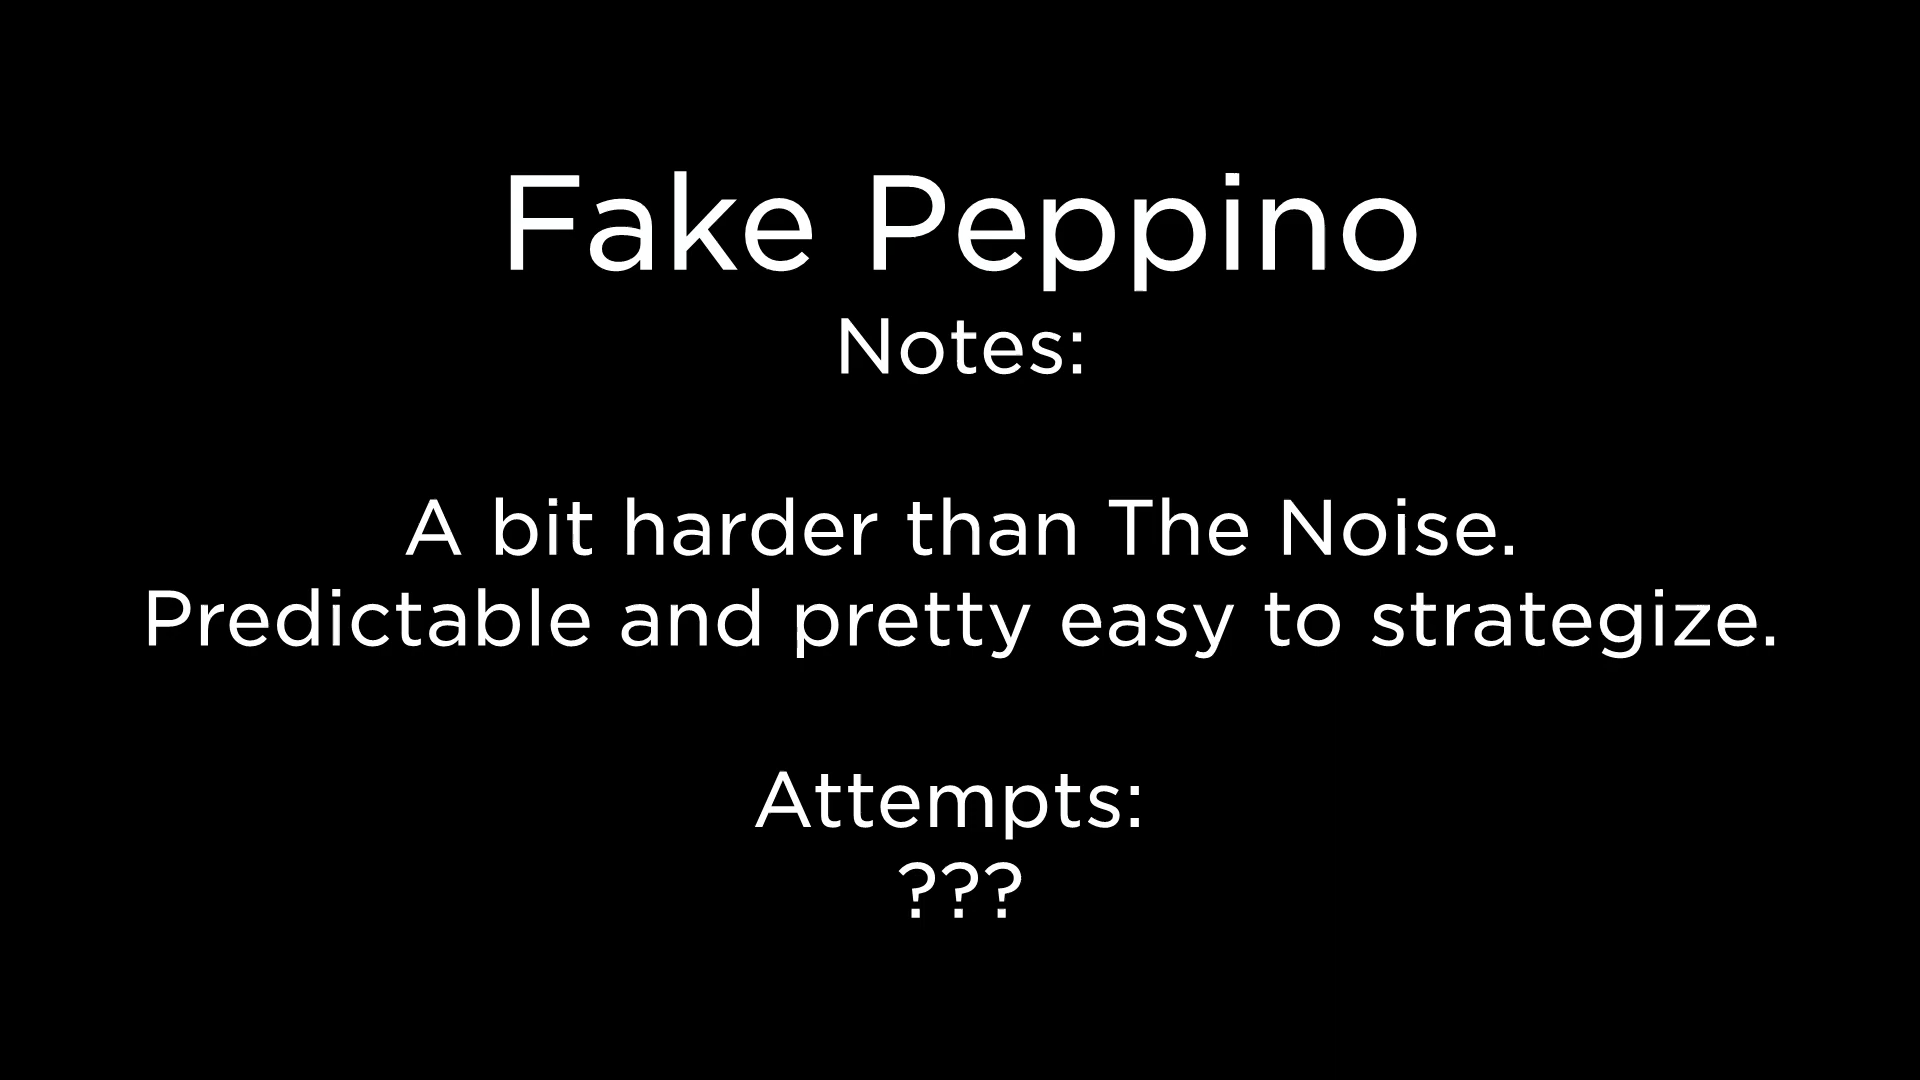 Fake Peppino
Notes:
A bit harder than The Noise.
Predictable and pretty easy to strategize.
Attempts:
???